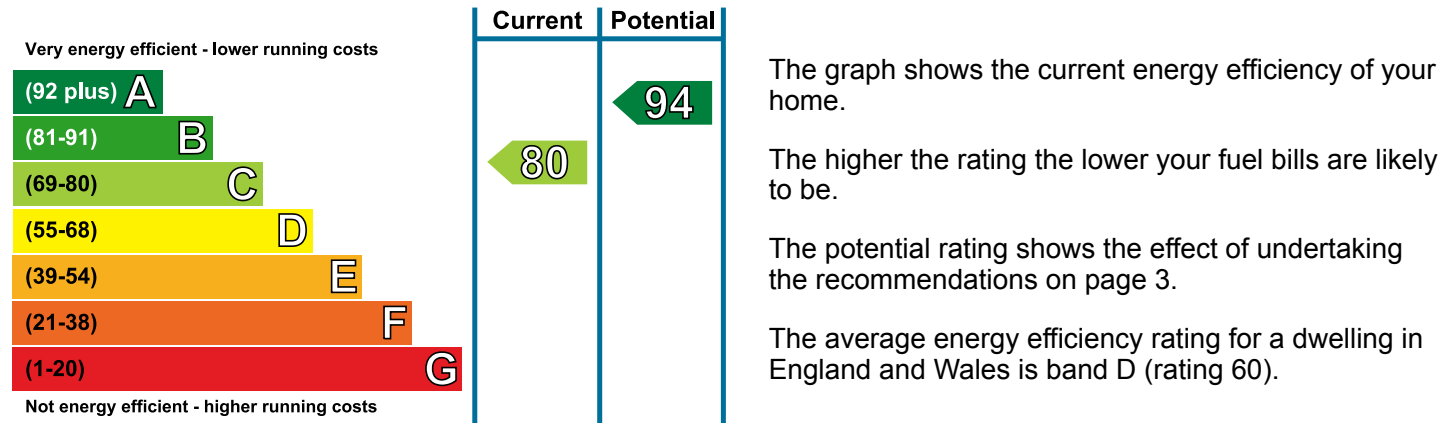 Current Potential
Very energy efficient - lower running costs
(92 plus) A
94
(81-91) B
80
(69-80) C
(55-68) D
(39-54) E
(21-38) F
(1-20) G
Not energy efficient - higher running costs
The graph shows the current energy efficiency of your
home.
The higher the rating the lower your fuel bills are likely
to be.
The potential rating shows the effect of undertaking
the recommendations on page 3.
The average energy efficiency rating for a dwelling in
England and Wales is band D (rating 60).